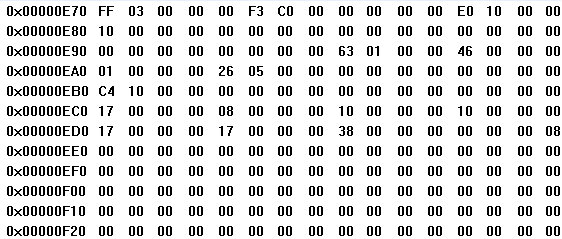 0x00000E70 FF 03 00 00 00 F3 C0 00 00 00 00 00 E0 10 00 00
0x00000E80 10 00 00 00 00 00 00 00 00 00 00 00 00 00 00 00
0x00000E90 00 00 00 00 00 00 00 00 63 01 00 00 46 00 00 00
0x00000EA0 01 00 00 00 26 05 00 00 00 00 00 00 00 00 00 00
0x00000EB0 C4 10 00 00 00 00 00 00 00 00 00 00 00 00 00 00
0x00000EC0 17 00 00 00 08 00 00 00 10 00 00 00 10 00 00 00
0x00000ED0 17 00 00 00 17 00 00 00 38 00 00 00 00 00 00 08
0x00000EE0 00 00 00 00 00 00 00 00 00 00 00 00 00 00 00 00
0x00000EF0 00 00 00 00 00 00 00 00 00 00 00 00 00 00 00 00
0x00000F00 00 00 00 00 00 00 00 00 00 00 00 00 00 00 00 00
0x00000F10 00 00 00 00 00 00 00 00 00 00 00 00 00 00 00 00
0x00000F20 00 00 00 00 00 00 00 00 00 00 00 00 00 00 00 00